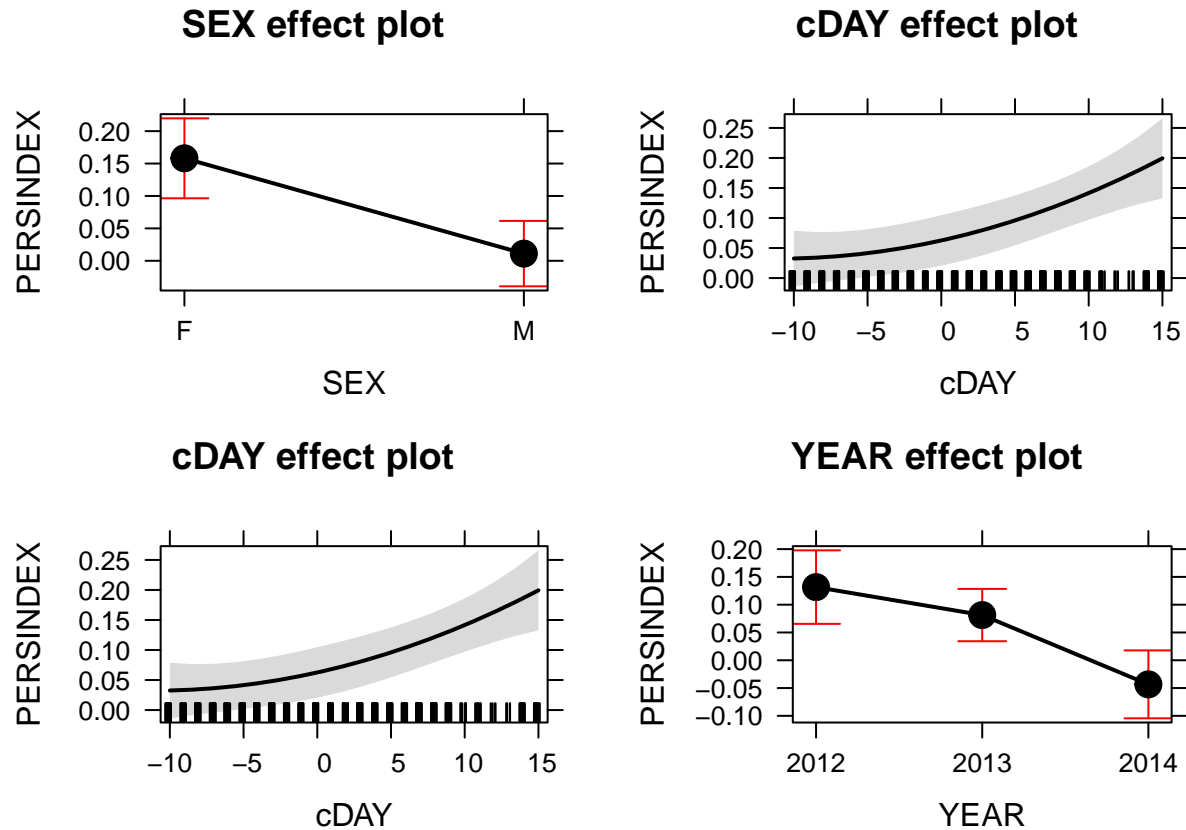 SEX effect plot
PERSINDEX
0.20
0.15
0.10
0.05
0.00
F M
SEX
cDAY effect plot
PERSINDEX
0.25
0.20
0.15
0.10
0.05
0.00
−10 −5 0 5 10 15
cDAY
cDAY effect plot
PERSINDEX
0.25
0.20
0.15
0.10
0.05
0.00
−10 −5 0 5 10 15
cDAY
YEAR effect plot
PERSINDEX
0.20
0.15
0.10
0.05
0.00
−0.05
−0.10
2012 2013 2014
YEAR